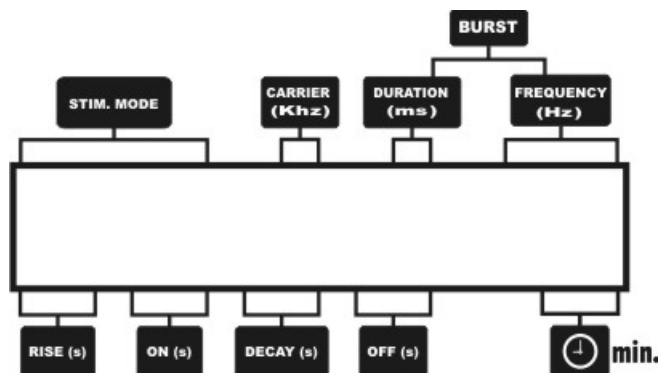 BURST
STIM. MODE
CARRIER
(Khz)
DURATION
(ms)
FREQUENCY
(Hz)
RISE (s)
ON (s)
DECAY (s)
OFF (s)
min.